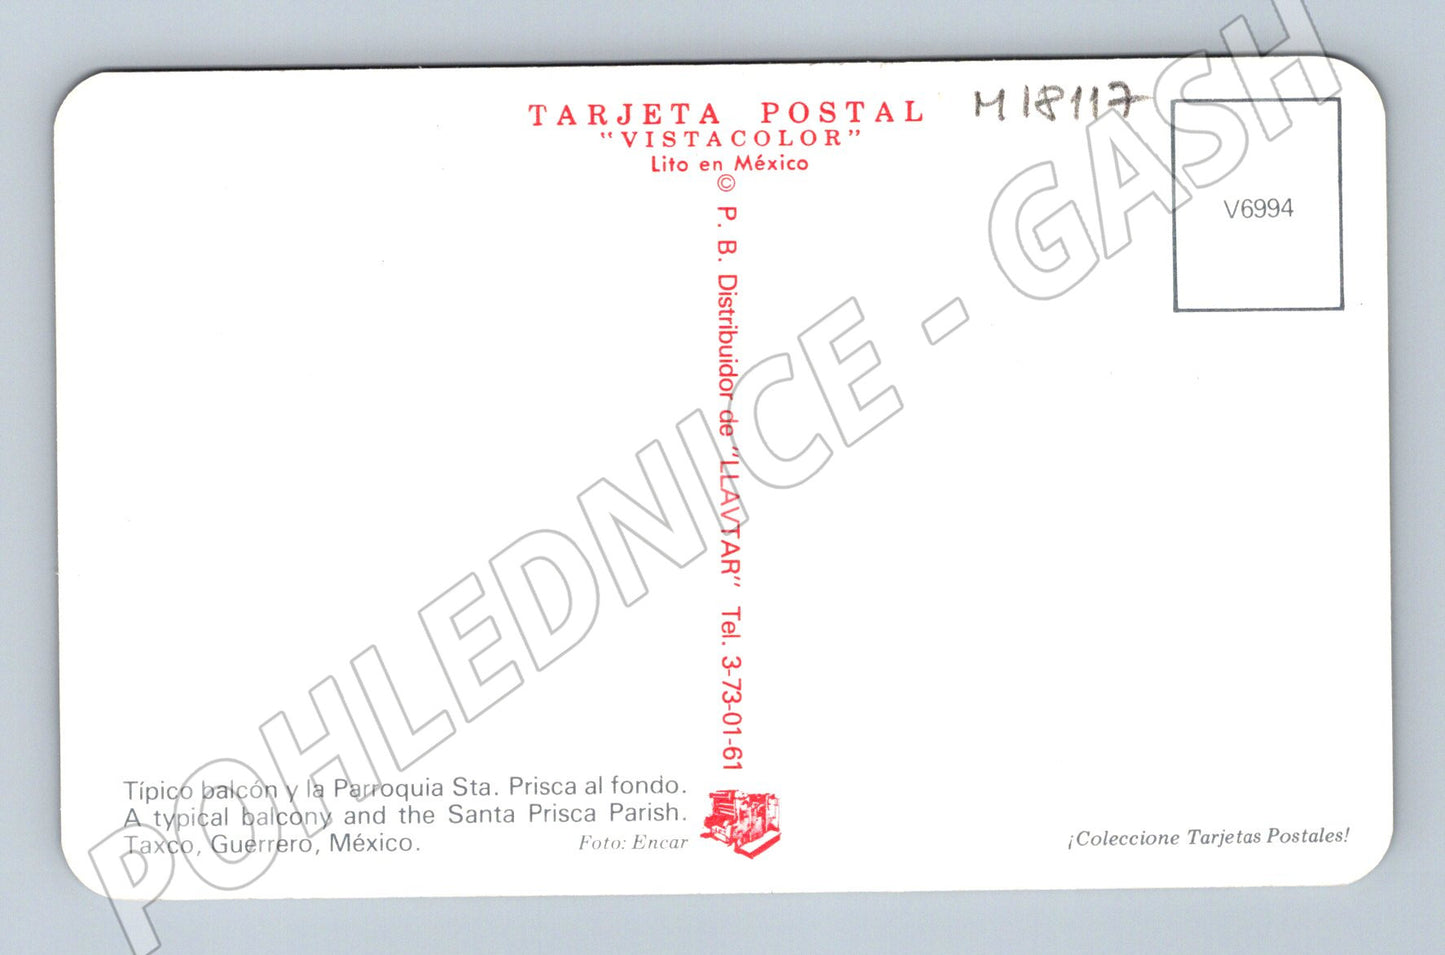 TARJETA POSTAL
"VISTACOLOR"
Lito en México
© P. B. Distribuidor de "LLAVTAR" Tel. 3-73-01-61
M 18117
V6994
POHLEDNICE - GASH
Típico balcón y la Parroquia Sta. Prisca al fondo.
A typical balcony and the Santa Prisca Parish.
Taxco, Guerrero, México.
Foto: Encar
¡Coleccione Tarjetas Postales!